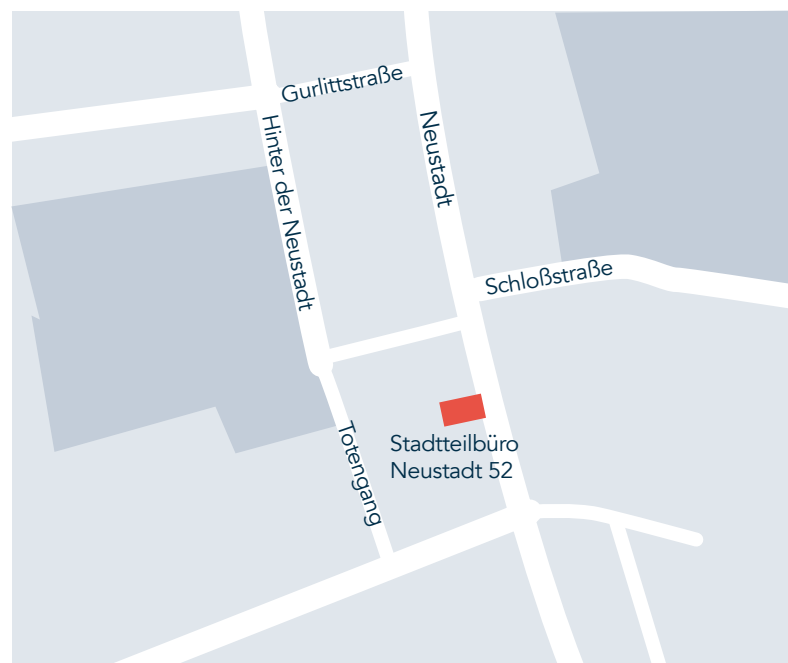 Gurlittstraße
Neustadt
Hinter der Neustadt
Schloßstraße
Totengang
Stadtteilbüro
Neustadt 52